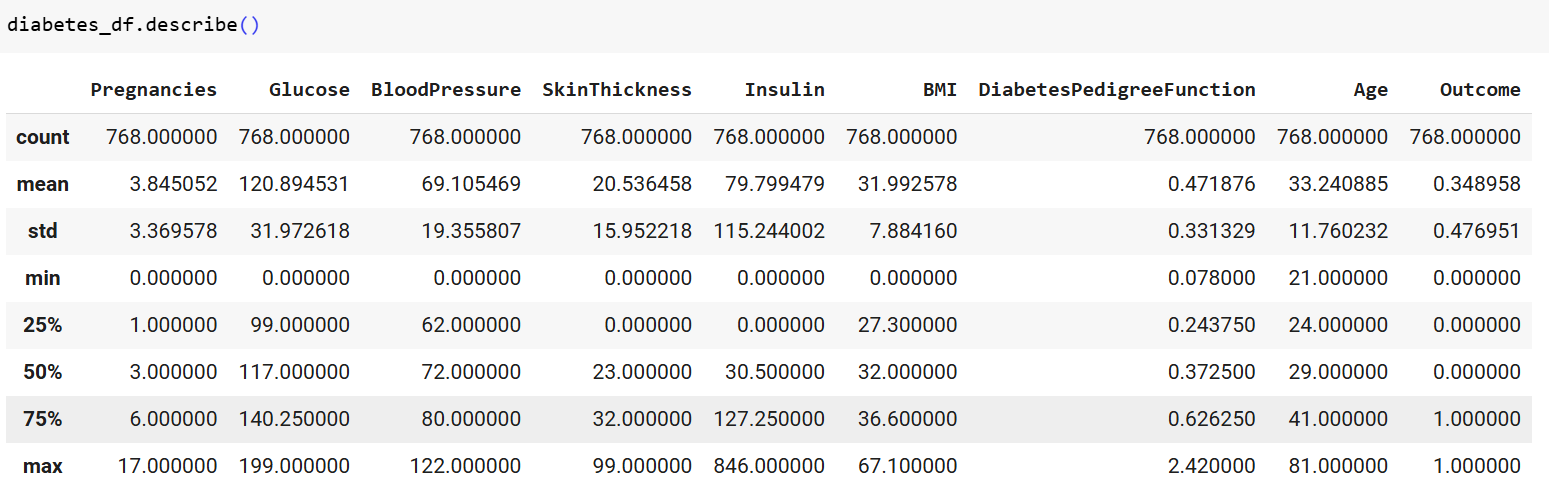 diabetes_df.describe()
Pregnancies Glucose BloodPressure SkinThickness Insulin BMI DiabetesPedigreeFunction Age Outcome
count 768.000000 768.000000 768.000000 768.000000 768.000000 768.000000 768.000000 768.000000 768.000000
mean 3.845052 120.894531 69.105469 20.536458 79.799479 31.992578 0.471876 33.240885 0.348958
std 3.369578 31.972618 19.355807 15.952218 115.244002 7.884160 0.331329 11.760232 0.476951
min 0.000000 0.000000 0.000000 0.000000 0.000000 0.000000 0.078000 21.000000 0.000000
25% 1.000000 99.000000 62.000000 0.000000 0.000000 27.300000 0.243750 24.000000 0.000000
50% 3.000000 117.000000 72.000000 23.000000 30.500000 32.000000 0.372500 29.000000 0.000000
75% 6.000000 140.250000 80.000000 32.000000 127.250000 36.600000 0.626250 41.000000 1.000000
max 17.000000 199.000000 122.000000 99.000000 846.000000 67.100000 2.420000 81.000000 1.000000